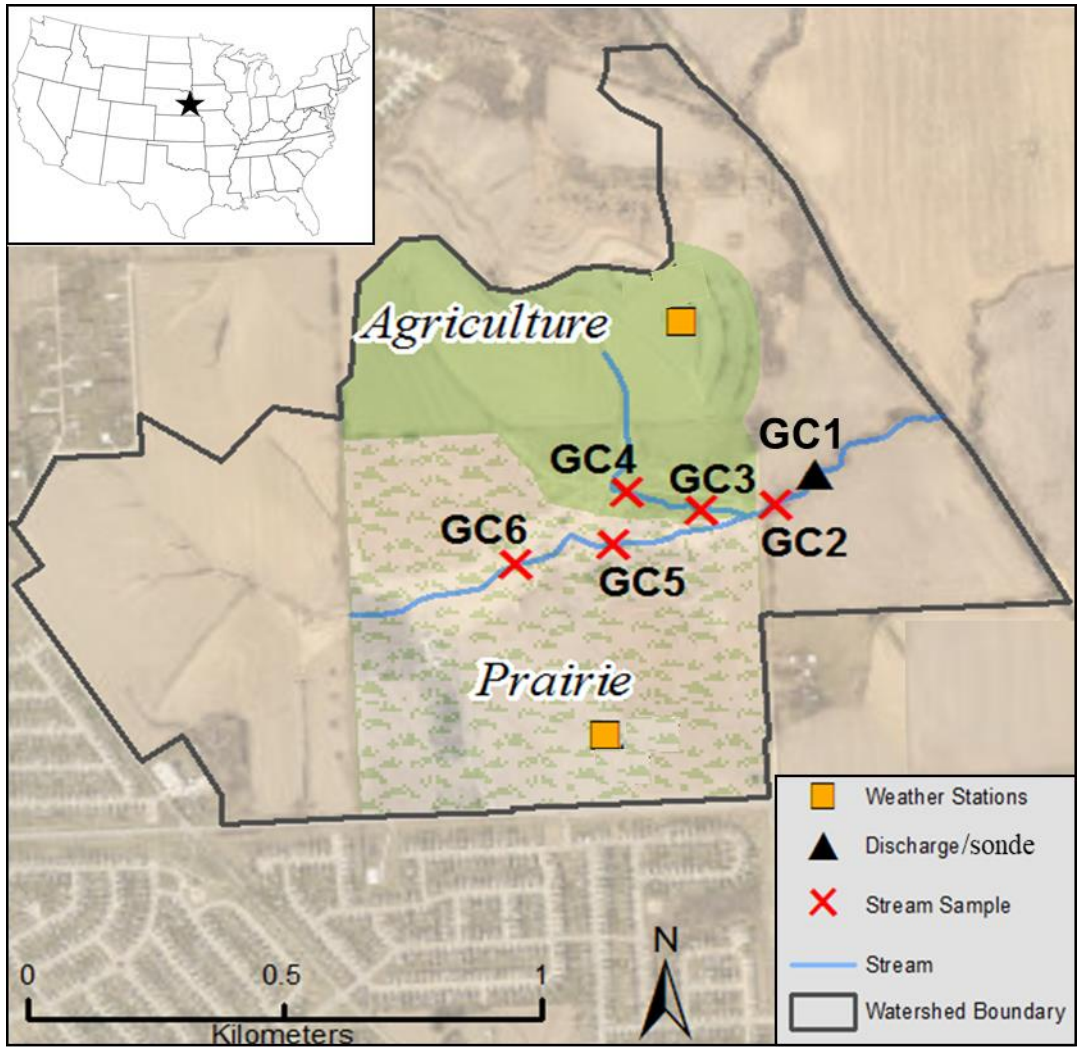 Agriculture
GC1
GC4
GC3
GC6
GC2
GC5
Prairie
Weather Stations
Discharge/sonde
Stream Sample
Stream
Watershed Boundary
N
0 0.5 1
Kilometers